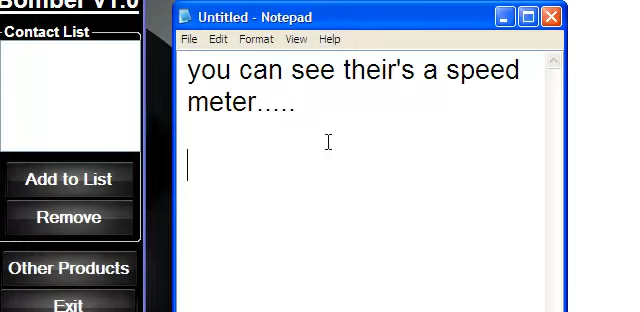 Bomber V1.0
Contact List
Add to List
Remove
Other Products
Exit
Untitled - Notepad
File Edit Format View Help
you can see their's a speed
meter.....